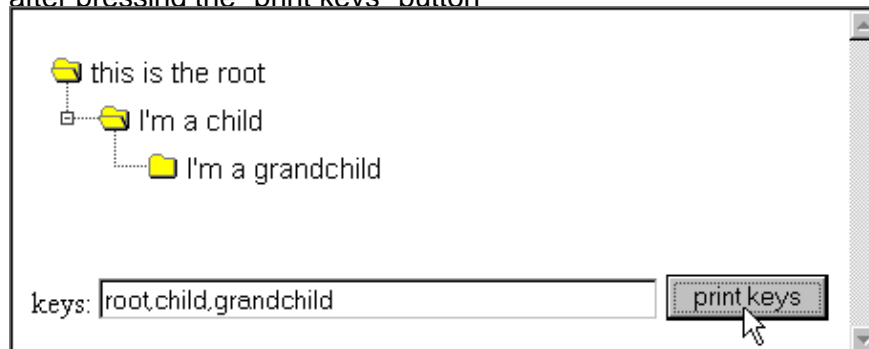 after pressing the "print keys" button
this is the root
I'm a child
I'm a grandchild
keys: root,child,grandchild print keys